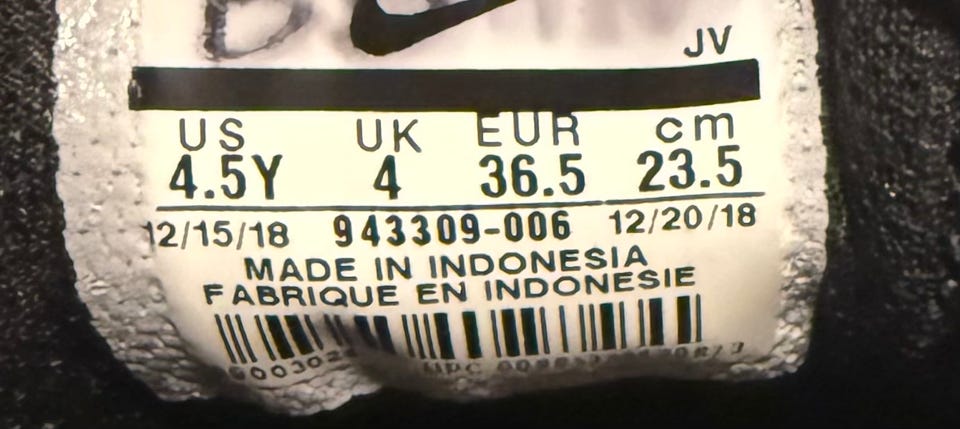 JV
US UK EUR cm
4.5Y 4 36.5 23.5
12/15/18 943309-006 12/20/18
MADE IN INDONESIA
FABRIQUE EN INDONESIE
UPC